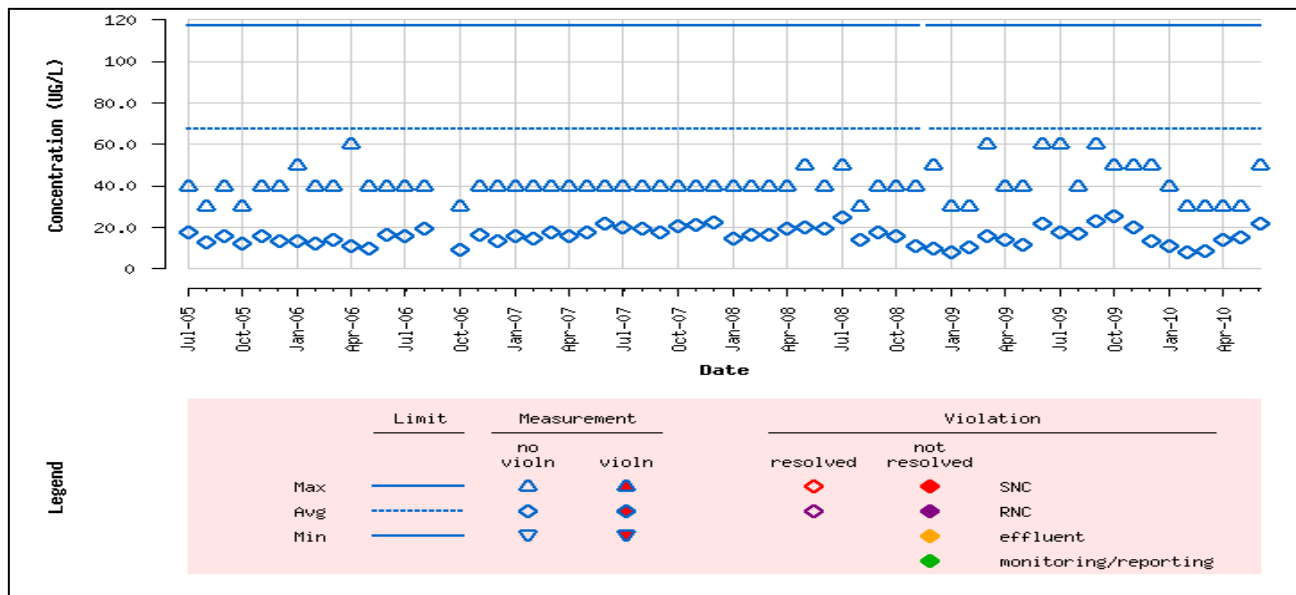 120
100
80.0
60.0
40.0
20.0
0
Concentration (UG/L)
Jul-05
Oct-05
Jan-06
Apr-06
Jul-06
Oct-06
Jan-07
Apr-07
Jul-07
Oct-07
Jan-08
Apr-08
Jul-08
Oct-08
Jan-09
Apr-09
Jul-09
Oct-09
Jan-10
Apr-10
Date
Legend
Limit Measurement Violation
no violn violn resolved not resolved
Max SNC
Avg RNC
Min effluent
monitoring/reporting